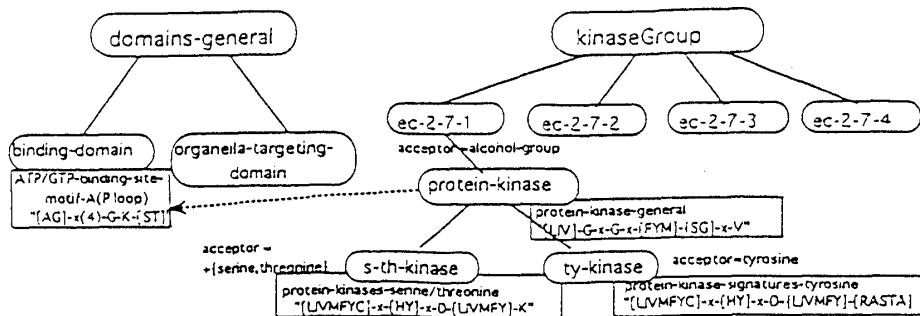 domains-general
kinaseGroup
ec-2-7-1
ec-2-7-2
ec-2-7-3
ec-2-7-4
binding-domain
organella-targeting-
domain
acceptor=alcohol-group
ATP/GTP-binding-site-
motif-A(P loop)
"[AG]-x(4)-G-K-[ST]"
protein-kinase
protein-kinase-general
"[LIV]-G-x-G-x-[FYM]-[SG]-x-V"
acceptor =
+{serine,threonine}
s-th-kinase
ty-kinase
acceptor=tyrosine
protein-kinases-serine/threonine
"[LIVMFYC]-x-[HY]-x-D-[LIVMFY]-K"
protein-kinase-signatures-tyrosine
"[LIVMFYC]-x-[HY]-x-D-[LIVMFY]-[RASTA]